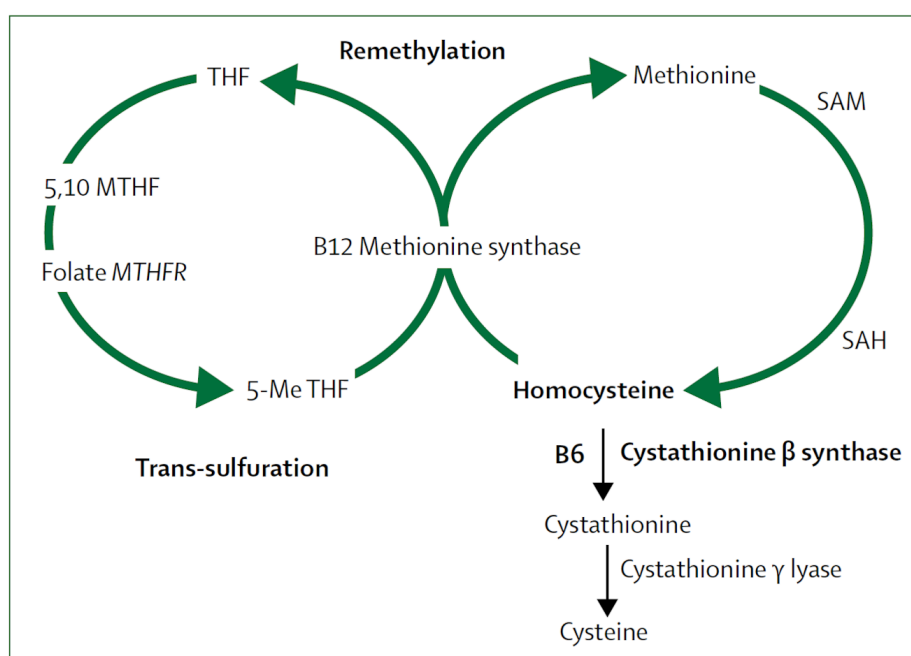 Remethylation
THF
Methionine
SAM
5,10 MTHF
B12 Methionine synthase
Folate MTHFR
SAH
5-Me THF
Homocysteine
Trans-sulfuration
B6
Cystathionine β synthase
Cystathionine
Cystathionine γ lyase
Cysteine